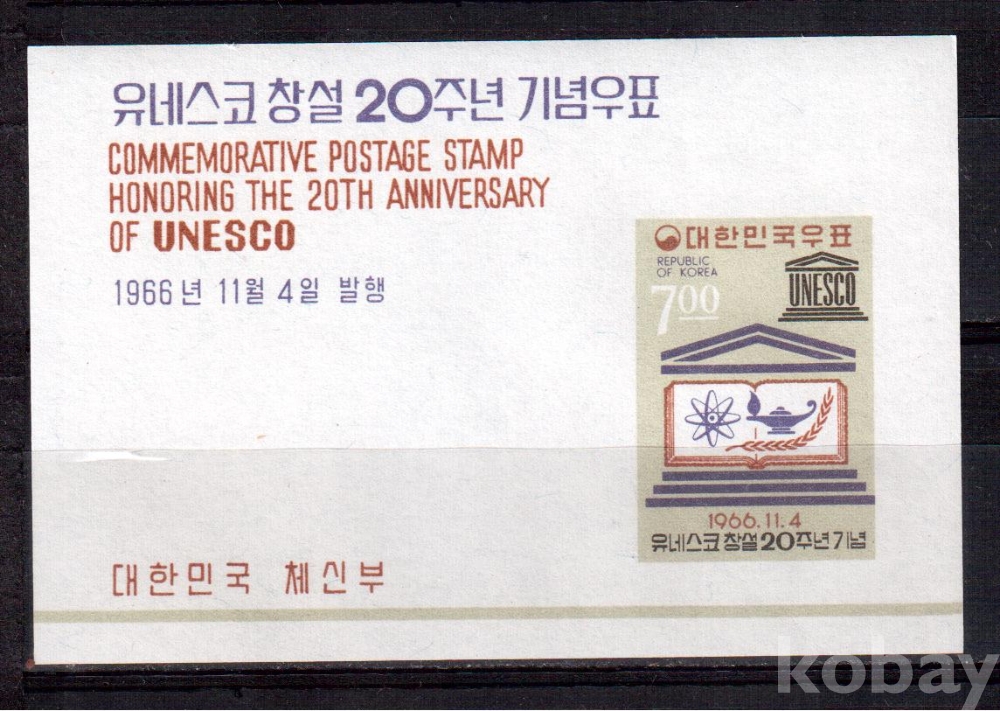 유네스코 창설 20주년 기념우표
COMMEMORATIVE POSTAGE STAMP
HONORING THE 20TH ANNIVERSARY
OF UNESCO
1966년 11월 4일 발행
대한민국우표
REPUBLIC
OF KOREA
7.00
UNESCO
1966.11.4
유네스코창설20주년기념
대한민국 체신부
kobay